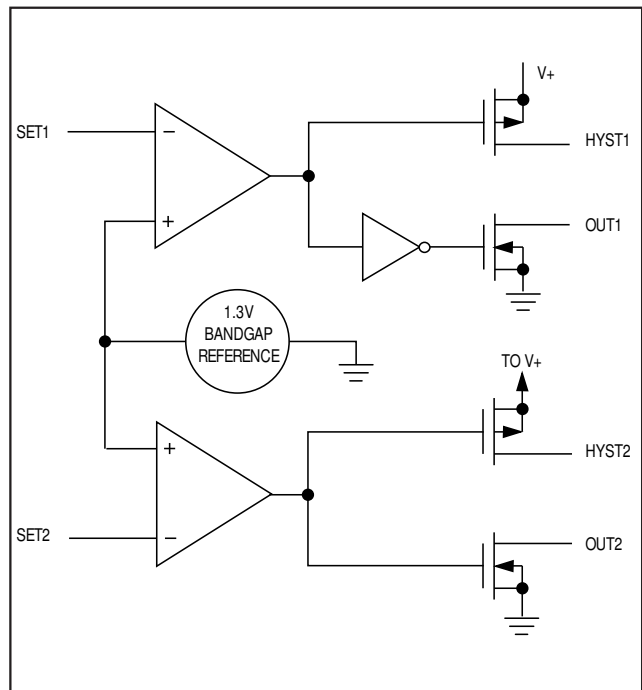 V+
SET1
−
HYST1
+
OUT1
1.3V
BANDGAP
REFERENCE
TO V+
+
HYST2
SET2
−
OUT2